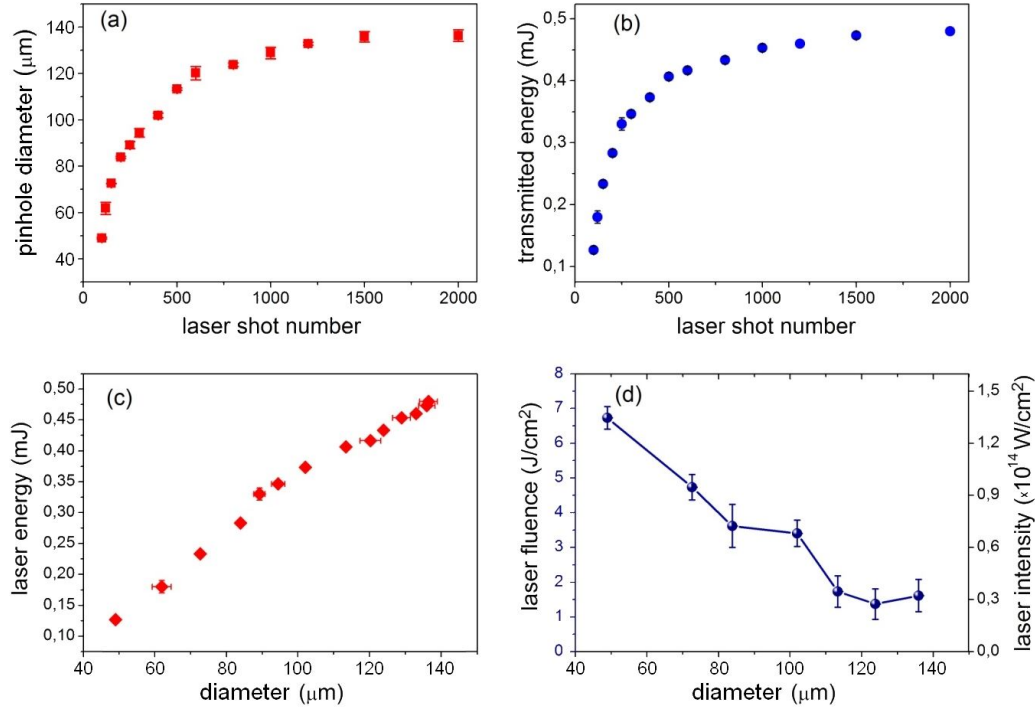 (a)
pinhole diameter (μm)
140
120
100
80
60
40
0 500 1000 1500 2000
laser shot number
(b)
transmitted energy (mJ)
0,5
0,4
0,3
0,2
0,1
0 500 1000 1500 2000
laser shot number
(c)
laser energy (mJ)
0,50
0,45
0,40
0,35
0,30
0,25
0,20
0,15
0,10
40 60 80 100 120 140
diameter (μm)
(d)
laser fluence (J/cm²)
8
7
6
5
4
3
2
1
0
40 60 80 100 120 140
diameter (μm)
1,5
1,2
0,9
0,6
0,3
0,0
laser intensity (×10¹⁴ W/cm²)